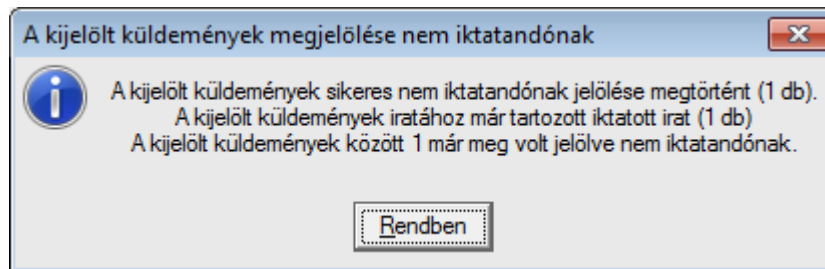 A kijelölt küldemények megjelölése nem iktatandónak
A kijelölt küldemények sikeres nem iktatandónak jelölése megtörtént (1 db).
A kijelölt küldemények iratához már tartozott iktatott irat (1 db)
A kijelölt küldemények között 1 már meg volt jelölve nem iktatandónak.
Rendben